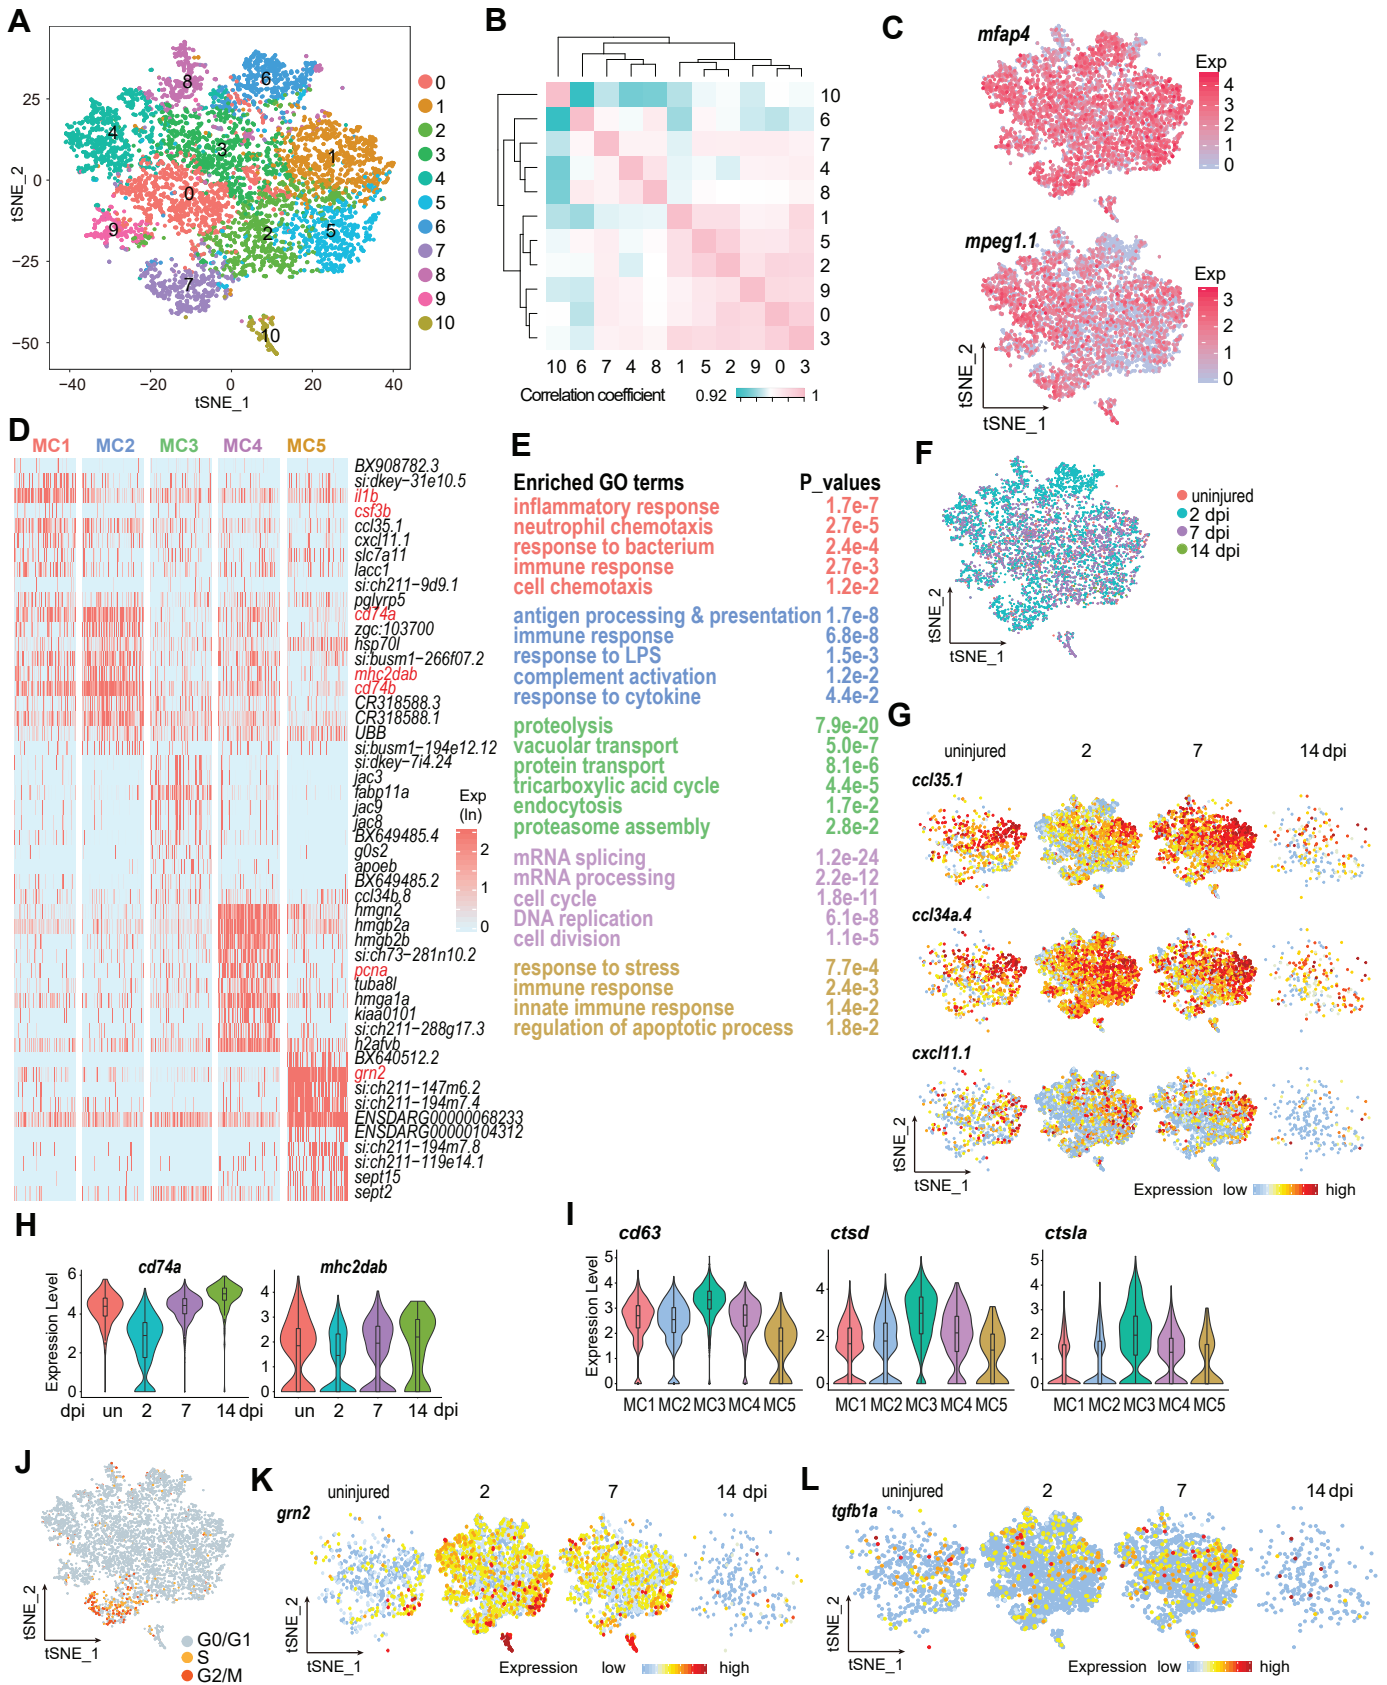 A
25
0
−25
−50
−40
−20
0
20
40
tSNE_2
tSNE_1
0
1
2
3
4
5
6
7
8
9
10
0
1
2
3
4
5
6
7
8
9
10
B
10
6
7
4
8
1
5
2
9
0
3
10 6 7 4 8 1 5 2 9 0 3
Correlation coefficient 0.92 1
C
mfap4
Exp
4
3
2
1
0
mpeg1.1
Exp
3
2
1
0
tSNE_2
tSNE_1
D
MC1 MC2 MC3 MC4 MC5
BX908782.3
si:dkey−31e10.5
il1b
csf3b
ccl35.1
cxcl11.1
slc7a11
lacc1
si:ch211−9d9.1
pglyrp5
cd74a
zgc:103700
hsp70l
si:busm1−266f07.2
mhc2dab
cd74b
CR318588.3
CR318588.1
UBB
si:busm1−194e12.12
si:dkey−7i4.24
jac3
fabp11a
jac9
jac8
BX649485.4
g0s2
apoeb
BX649485.2
ccl34b.8
hmgn2
hmgb2a
hmgb2b
si:ch73−281n10.2
pcna
tuba8l
hmga1a
kiaa0101
si:ch211−288g17.3
h2afvb
BX640512.2
grn2
si:ch211−147m6.2
si:ch211−194m7.4
ENSDARG00000068233
ENSDARG00000104312
si:ch211−194m7.8
si:ch211−119e14.1
sept15
sept2
Exp
(ln)
2
1
0
E
Enriched GO terms P_values
inflammatory response 1.7e-7
neutrophil chemotaxis 2.7e-5
response to bacterium 2.4e-4
immune response 2.7e-3
cell chemotaxis 1.2e-2
antigen processing & presentation 1.7e-8
immune response 6.8e-8
response to LPS 1.5e-3
complement activation 1.2e-2
response to cytokine 4.4e-2
proteolysis 7.9e-20
vacuolar transport 5.0e-7
protein transport 8.1e-6
tricarboxylic acid cycle 4.4e-5
endocytosis 1.7e-2
proteasome assembly 2.8e-2
mRNA splicing 1.2e-24
mRNA processing 2.2e-12
cell cycle 1.8e-11
DNA replication 6.1e-8
cell division 1.1e-5
response to stress 7.7e-4
immune response 2.4e-3
innate immune response 1.4e-2
regulation of apoptotic process 1.8e-2
F
uninjured
2 dpi
7 dpi
14 dpi
tSNE_2
tSNE_1
G
uninjured 2 7 14 dpi
ccl35.1
ccl34a.4
cxcl11.1
tSNE_2
tSNE_1
Expression low high
H
cd74a
mhc2dab
Expression Level
6
4
2
0
4
3
2
1
0
dpi un 2 7 14 dpi un 2 7 14 dpi
I
cd63
ctsd
ctsla
Expression Level
5
4
3
2
1
0
4
2
0
5
4
3
2
1
0
MC1 MC2 MC3 MC4 MC5 MC1 MC2 MC3 MC4 MC5 MC1 MC2 MC3 MC4 MC5
J
tSNE_2
tSNE_1
G0/G1
S
G2/M
K
uninjured 2 7 14 dpi
grn2
tSNE_2
tSNE_1
Expression low high
L
uninjured 2 7 14 dpi
tgfb1a
tSNE_2
tSNE_1
Expression low high